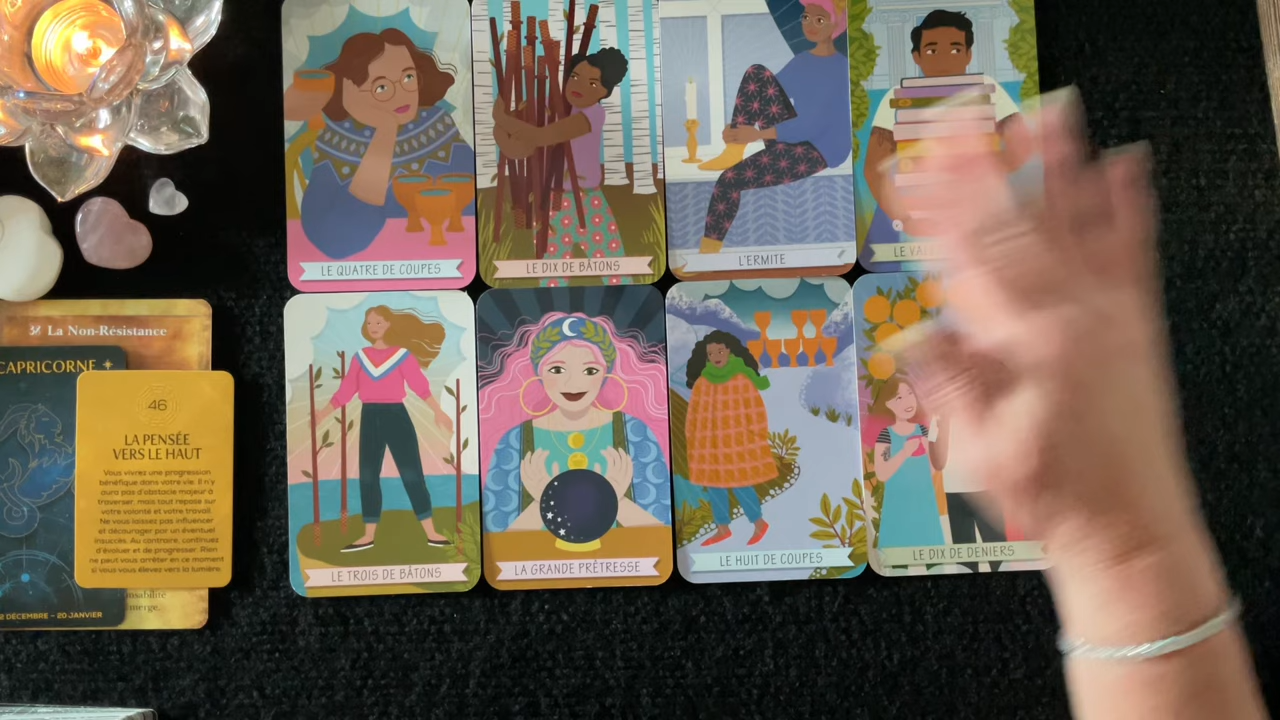 LE QUATRE DE COUPES
LE DIX DE BÂTONS
L'ERMITE
LE
LE TROIS DE BÂTONS
LA GRANDE PRÊTRESSE
LE HUIT DE COUPES
LE DIX DE DENIERS
La Non-Résistance
CAPRICORNE
46
LA PENSÉE
VERS LE HAUT
Vous vivrez une progression
bénéfique dans votre vie. Il n'y
aura pas d'obstacle majeur à
traverser, mais tout repose sur
votre volonté et votre travail.
Ne vous laissez pas influencer
et décourager par un éventuel
insuccès. Au contraire, continuez
d'évoluer et de progresser. Rien
ne peut vous arrêter en ce moment
si vous vous élevez vers la lumière.
DÉCEMBRE - 20 JANVIER